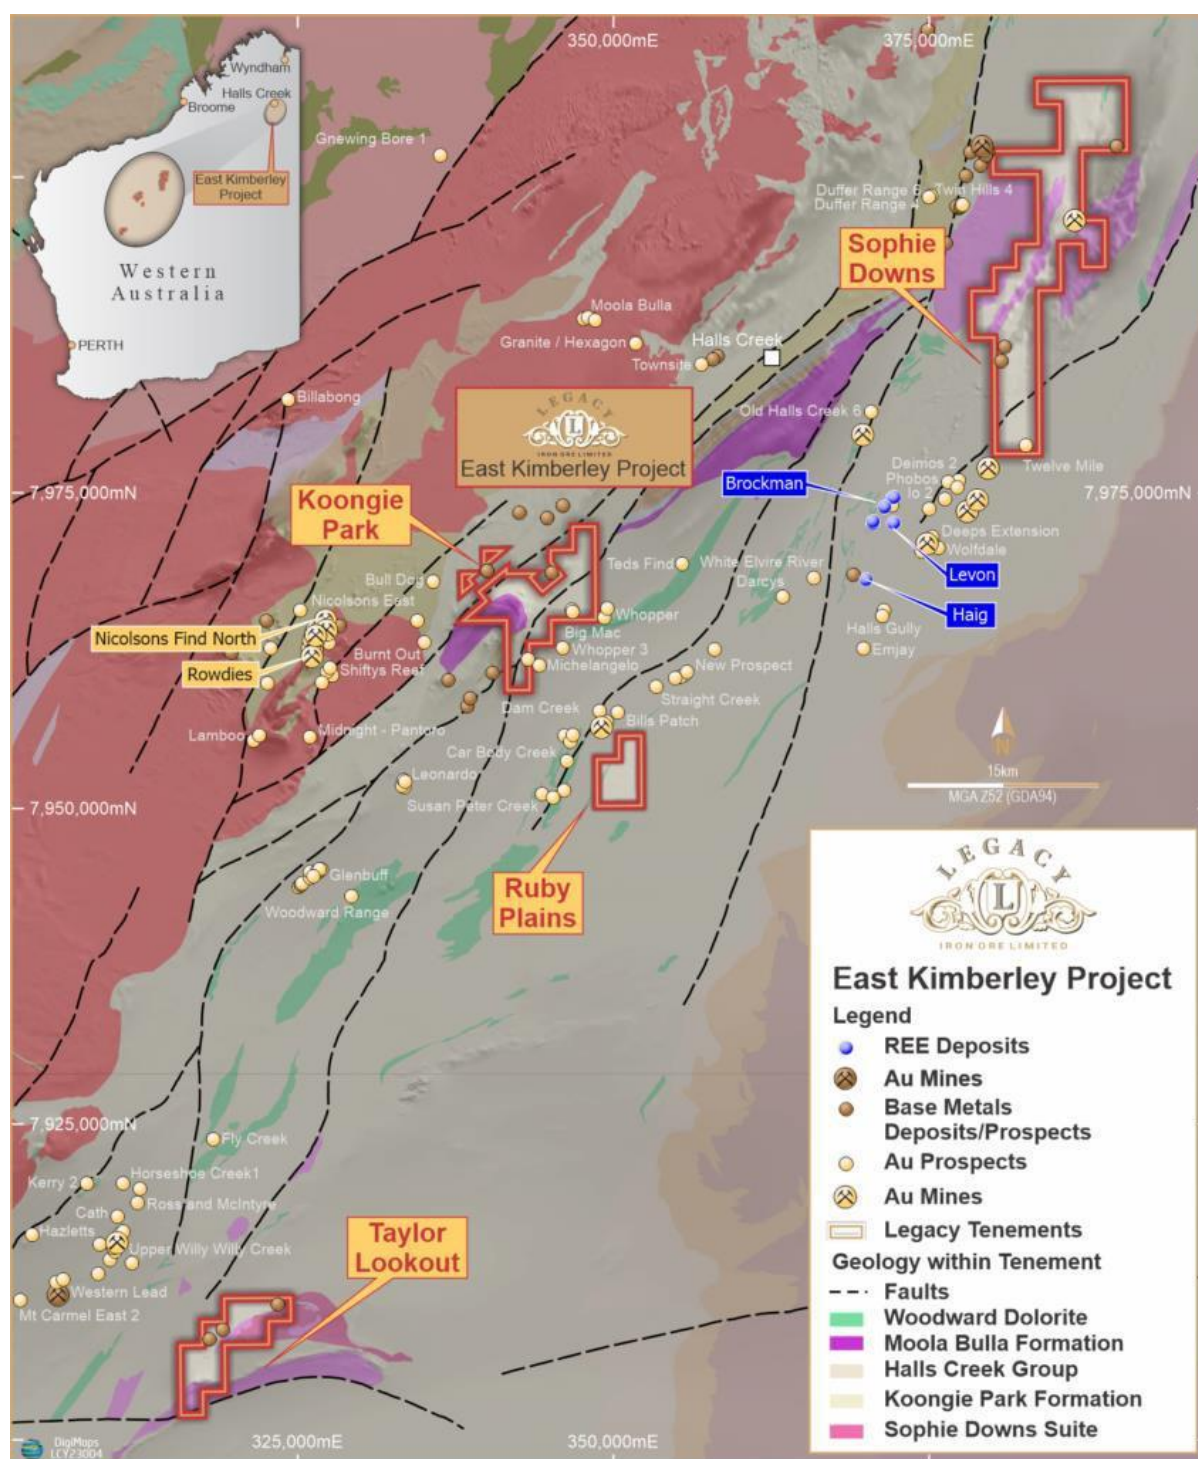 350,000mE
375,000mE
Wyndham
Halls Creek
Broome
East Kimberley
Project
Western
Australia
PERTH
Gnewing Bore 1
Duffer Range 6
Twin Hills 4
Duffer Range 4
Sophie
Downs
Moola Bulla
Granite / Hexagon
Halls Creek
Townsite
Billabong
LEGACY
L
IRON ORE LIMITED
East Kimberley Project
Old Halls Creek 6
Deimos 2
Phobos
Io 2
Twelve Mile
7,975,000mN
Brockman
7,975,000mN
Koongie
Park
Deeps Extension
Wolfdale
White Elvire River
Teds Find
Darcys
Levon
Bull Dog
Nicolsons East
Haig
Whopper
Big Mac
Halls Gully
Nicolsons Find North
Burnt Out
Whopper 3
Emjay
Rowdies
Shiftys Reef
Michelangelo
New Prospect
Straight Creek
Dam Creek
Bills Patch
Lamboo
Midnight - Pantoro
Car Body Creek
N
15km
MGA Z52 (GDA94)
Leonardo
Susan Peter Creek
7,950,000mN
Ruby
Plains
Glenbuff
Woodward Range
LEGACY
L
IRON ORE LIMITED
East Kimberley Project
Legend
REE Deposits
Au Mines
Base Metals
Deposits/Prospects
Au Prospects
Au Mines
Legacy Tenements
Geology within Tenement
Faults
Woodward Dolorite
Moola Bulla Formation
Halls Creek Group
Koongie Park Formation
Sophie Downs Suite
7,925,000mN
Fly Creek
Kerry 2
Horseshoe Creek1
Ross and McIntyre
Cath
Hazletts
Upper Willy Willy Creek
Taylor
Lookout
Western Lead
Mt Carmel East 2
DigiMaps
LCY23004
325,000mE
350,000mE